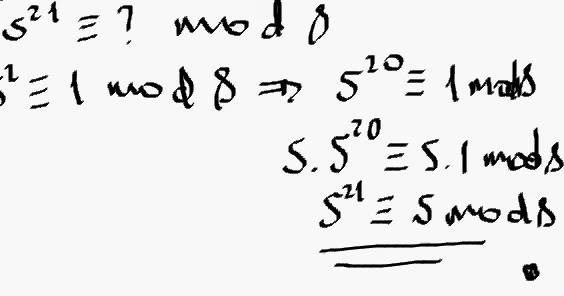 5²¹ ≡ ? mod 8
5² ≡ 1 mod 8 ⇒ 5²⁰ ≡ 1 mod 8
5. 5²⁰ ≡ 5.1 mod 8
5²¹ ≡ 5 mod 8